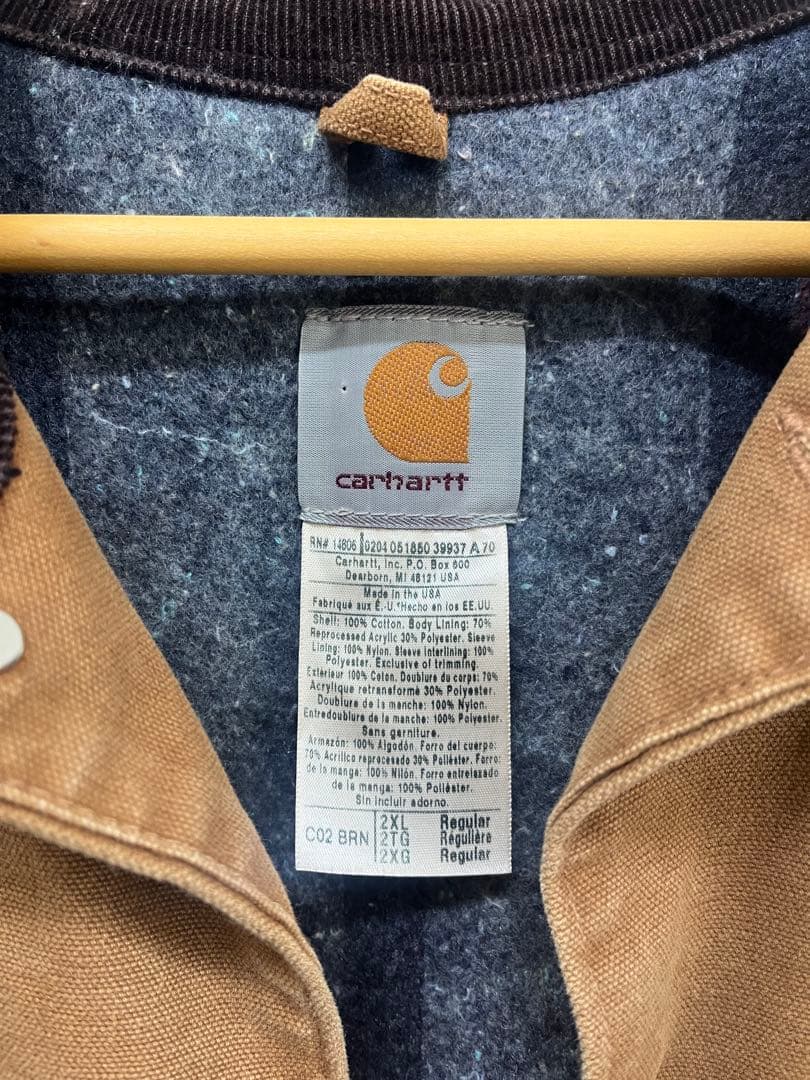 carhartt
RN# 14806 0204 051850 39937 A 70
Carhartt, Inc. P.O. Box 600
Dearborn, MI 48121 USA
Made in the USA
Fabriqué aux É.-U.*Hecho en los EE.UU.
Shell: 100% Cotton. Body Lining: 70%
Reprocessed Acrylic 30% Polyester. Sleeve
Lining: 100% Nylon. Sleeve interlining: 100%
Polyester. Exclusive of trimming.
Extérieur 100% Coton. Doublure du corps: 70%
Acrylique retransformé 30% Polyester.
Doublure de la manche: 100% Nylon.
Entredoublure de la manche: 100% Polyester.
Sans garniture.
Armazón: 100% Algodón. Forro del cuerpo:
70% Acrílico reprocesado 30% Poliéster. Forro
de la manga: 100% Nilón. Forro entrelazado
de la manga: 100% Poliéster.
Sin incluir adorno.
C02 BRN 2XL Regular
2TG Régulière
2XG Regular